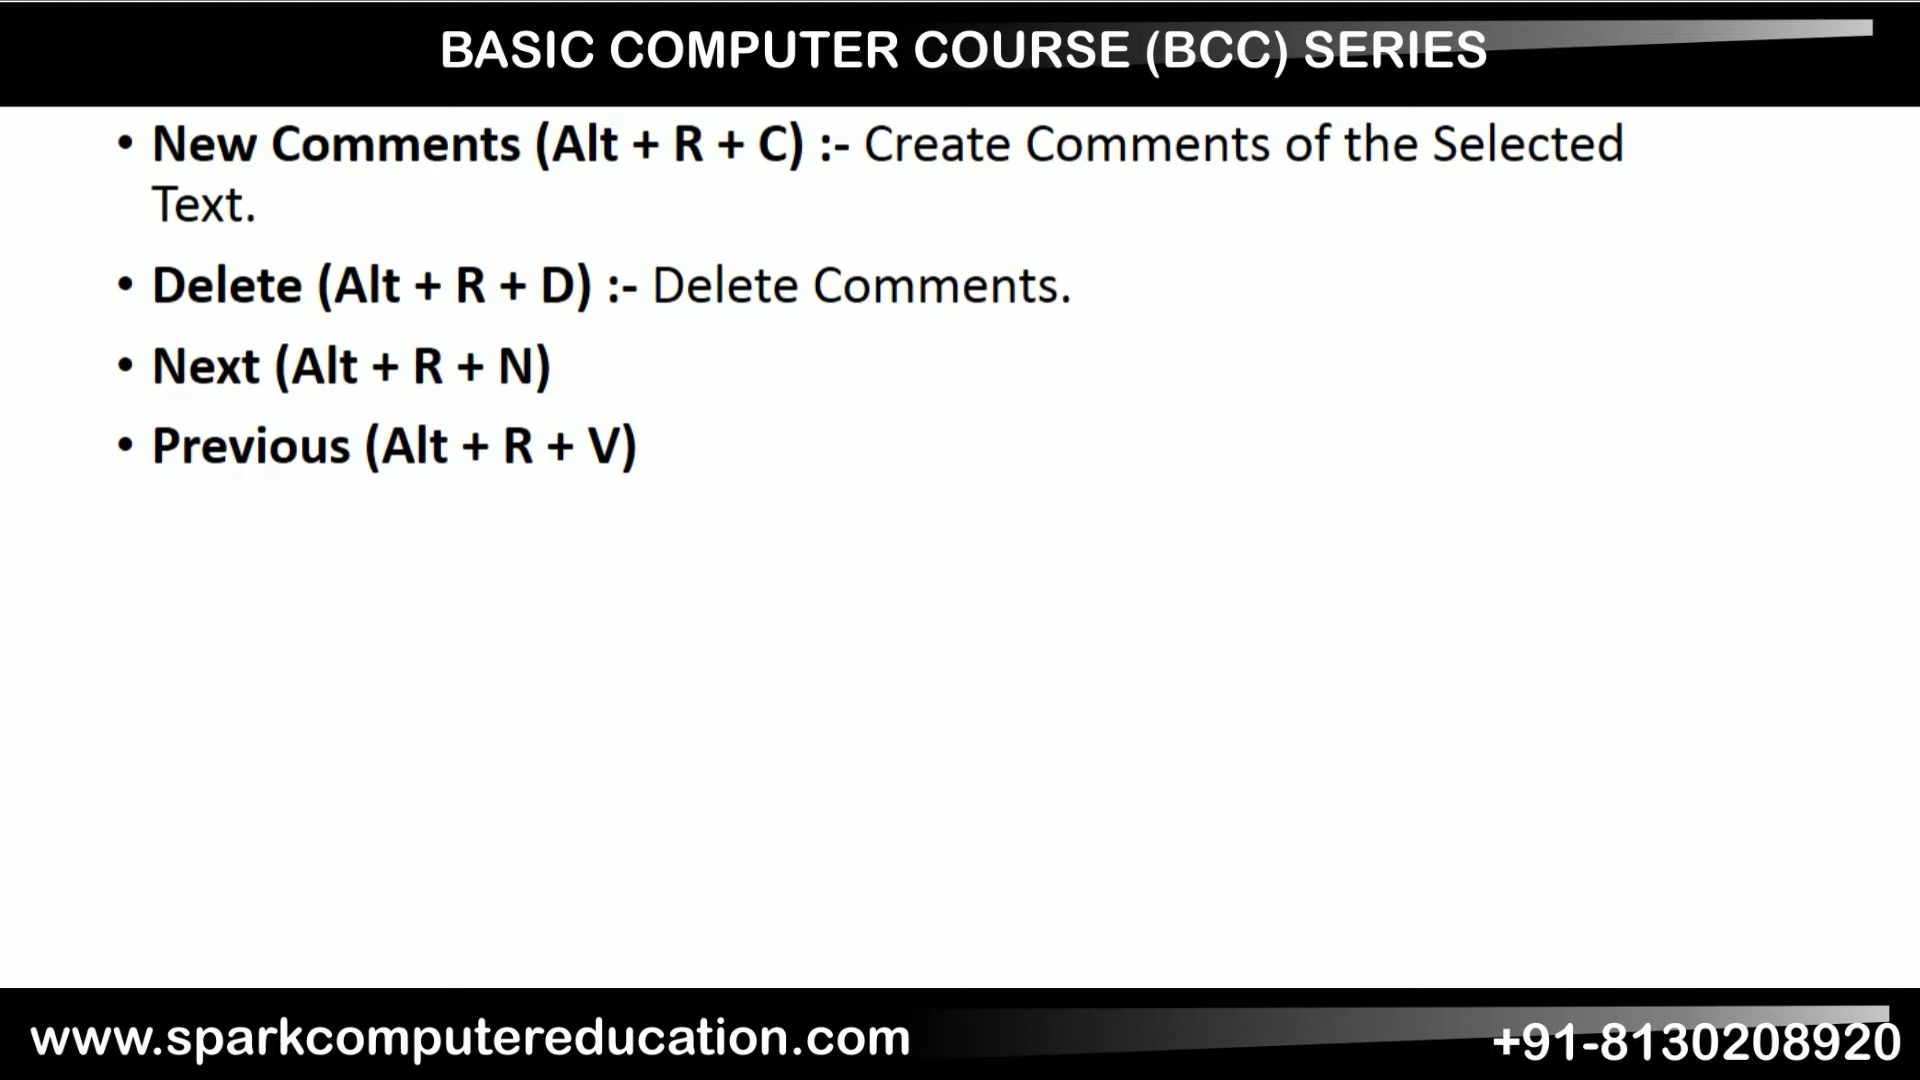 BASIC COMPUTER COURSE (BCC) SERIES
• New Comments (Alt + R + C) :- Create Comments of the Selected
Text.
• Delete (Alt + R + D) :- Delete Comments.
• Next (Alt + R + N)
• Previous (Alt + R + V)
www.sparkcomputereducation.com
+91-8130208920